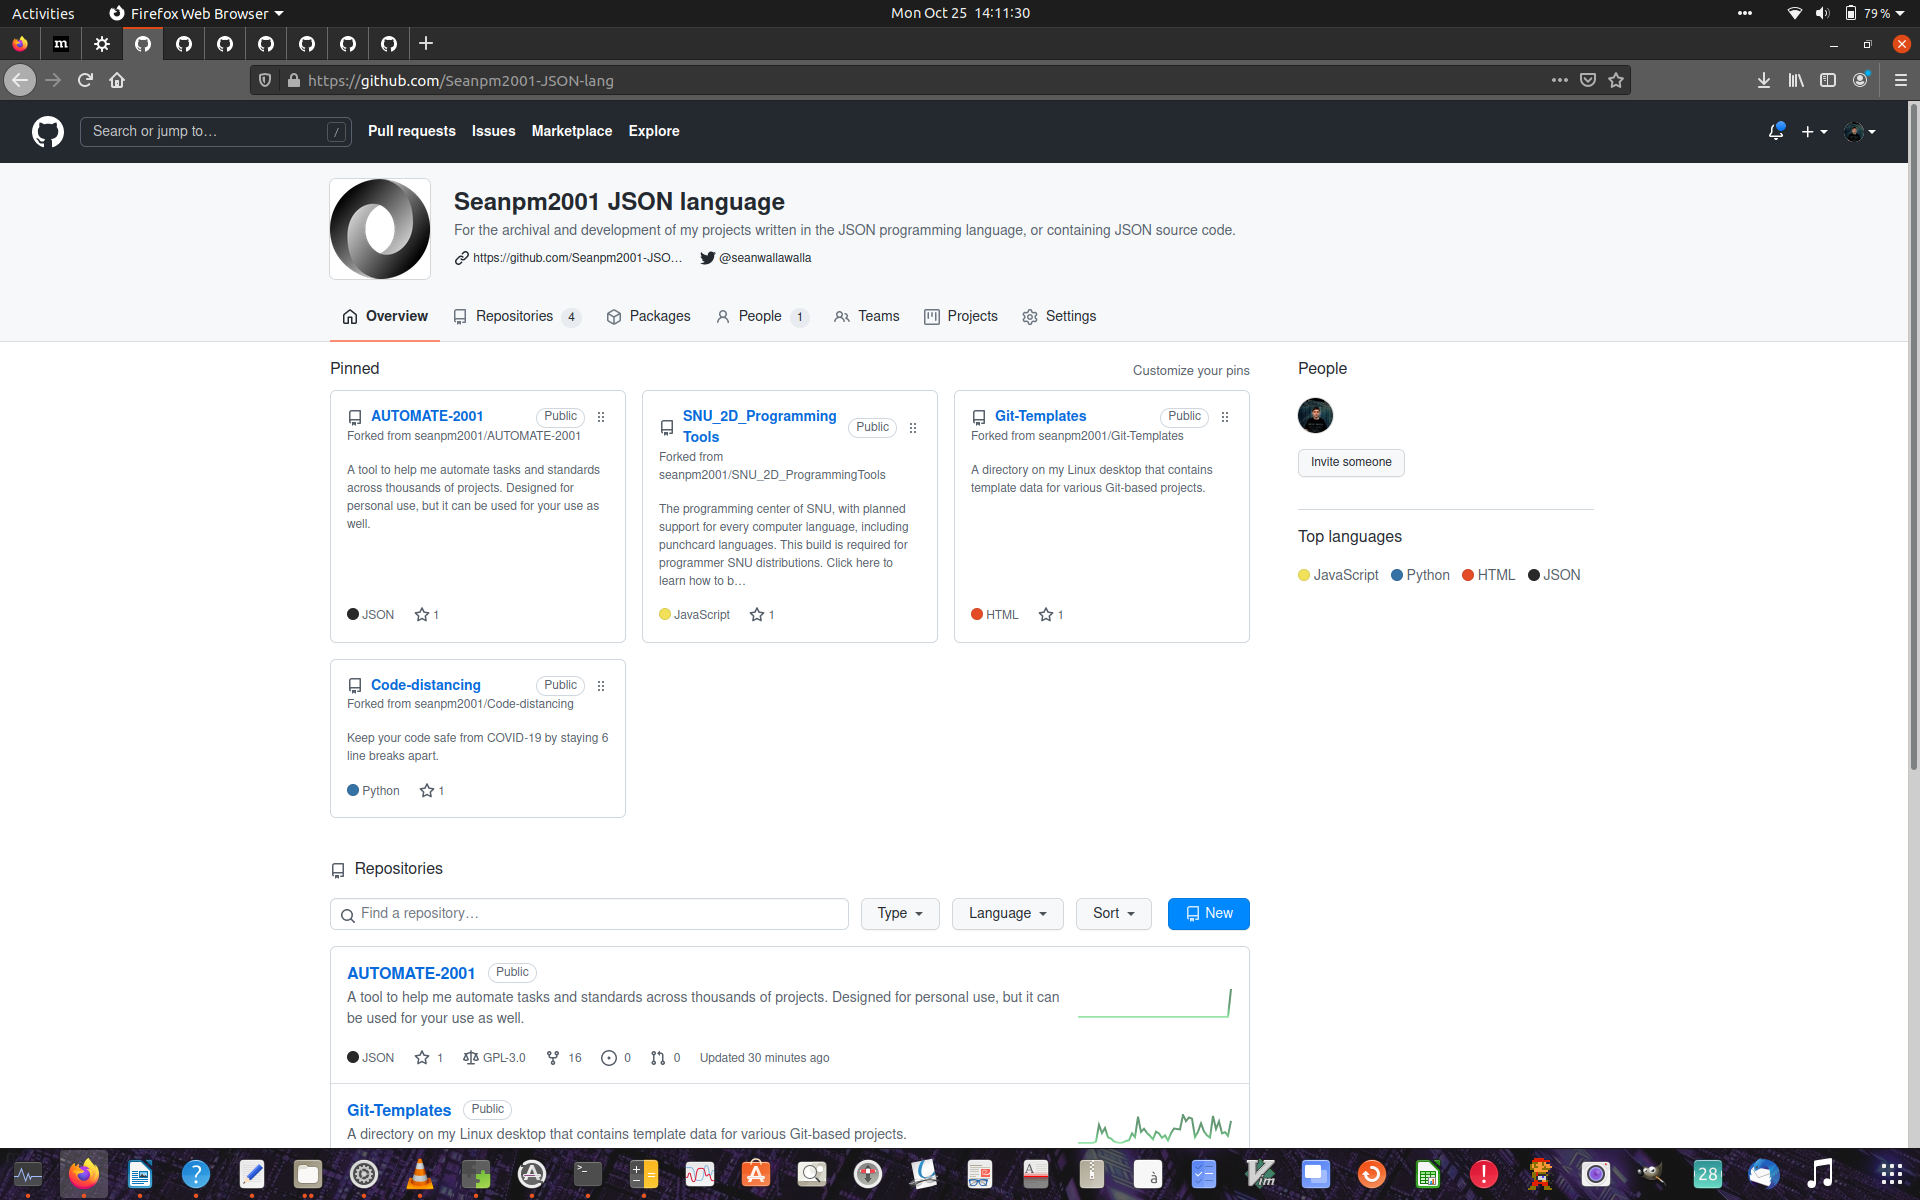 Activities
Firefox Web Browser
Mon Oct 25 14:11:30
79 %
m
https://github.com/Seanpm2001-JSON-lang
Search or jump to…
/
Pull requests
Issues
Marketplace
Explore
Seanpm2001 JSON language
For the archival and development of my projects written in the JSON programming language, or containing JSON source code.
https://github.com/Seanpm2001-JSO…
@seanwallawalla
Overview
Repositories 4
Packages
People 1
Teams
Projects
Settings
Pinned
Customize your pins
AUTOMATE-2001
Public
Forked from seanpm2001/AUTOMATE-2001
A tool to help me automate tasks and standards
across thousands of projects. Designed for
personal use, but it can be used for your use as
well.
JSON
1
SNU_2D_Programming
Tools
Public
Forked from
seanpm2001/SNU_2D_ProgrammingTools
The programming center of SNU, with planned
support for every computer language, including
punchcard languages. This build is required for
programmer SNU distributions. Click here to
learn how to b…
JavaScript
1
Git-Templates
Public
Forked from seanpm2001/Git-Templates
A directory on my Linux desktop that contains
template data for various Git-based projects.
HTML
1
Code-distancing
Public
Forked from seanpm2001/Code-distancing
Keep your code safe from COVID-19 by staying 6
line breaks apart.
Python
1
People
Invite someone
Top languages
JavaScript
Python
HTML
JSON
Repositories
Find a repository…
Type
Language
Sort
New
AUTOMATE-2001
Public
A tool to help me automate tasks and standards across thousands of projects. Designed for personal use, but it can
be used for your use as well.
JSON
1
GPL-3.0
16
0
0
Updated 30 minutes ago
Git-Templates
Public
A directory on my Linux desktop that contains template data for various Git-based projects.
?
>_
A
à
Vim
!
28